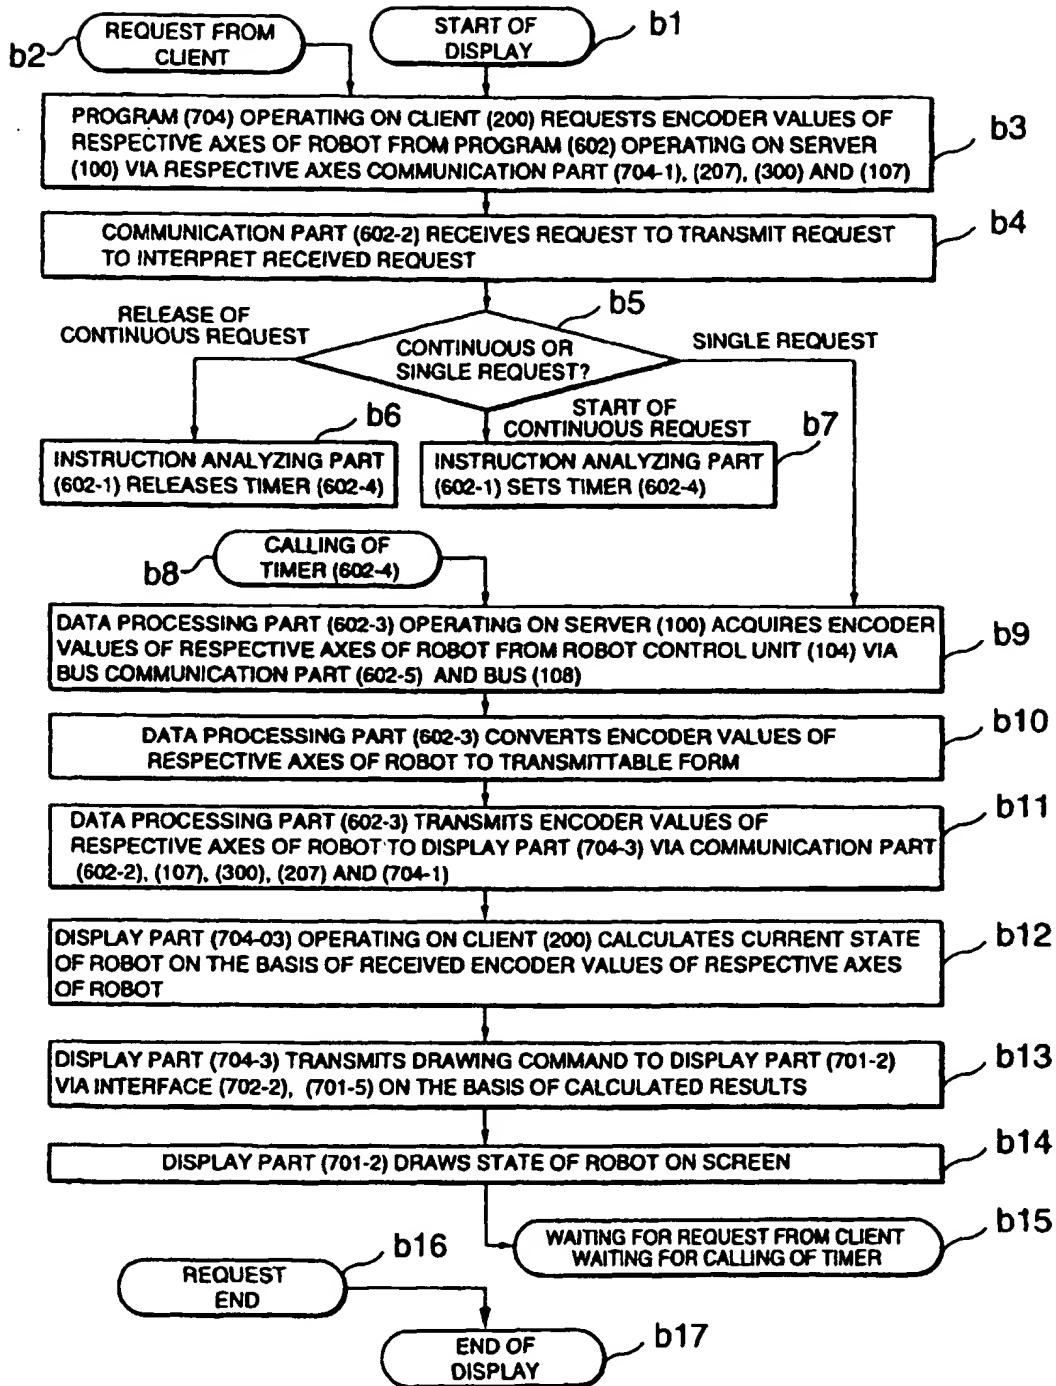 b2
REQUEST FROM
CLIENT
START OF
DISPLAY
b1
PROGRAM (704) OPERATING ON CLIENT (200) REQUESTS ENCODER VALUES OF
RESPECTIVE AXES OF ROBOT FROM PROGRAM (602) OPERATING ON SERVER
(100) VIA RESPECTIVE AXES COMMUNICATION PART (704-1), (207), (300) AND (107)
b3
COMMUNICATION PART (602-2) RECEIVES REQUEST TO TRANSMIT REQUEST
TO INTERPRET RECEIVED REQUEST
b4
b5
RELEASE OF
CONTINUOUS REQUEST
CONTINUOUS OR
SINGLE REQUEST?
SINGLE REQUEST
START OF
CONTINUOUS REQUEST
b6
INSTRUCTION ANALYZING PART
(602-1) RELEASES TIMER (602-4)
b7
INSTRUCTION ANALYZING PART
(602-1) SETS TIMER (602-4)
b8
CALLING OF
TIMER (602-4)
DATA PROCESSING PART (602-3) OPERATING ON SERVER (100) ACQUIRES ENCODER
VALUES OF RESPECTIVE AXES OF ROBOT FROM ROBOT CONTROL UNIT (104) VIA
BUS COMMUNICATION PART (602-5) AND BUS (108)
b9
DATA PROCESSING PART (602-3) CONVERTS ENCODER VALUES OF
RESPECTIVE AXES OF ROBOT TO TRANSMITTABLE FORM
b10
DATA PROCESSING PART (602-3) TRANSMITS ENCODER VALUES OF
RESPECTIVE AXES OF ROBOT TO DISPLAY PART (704-3) VIA COMMUNICATION PART
(602-2), (107), (300), (207) AND (704-1)
b11
DISPLAY PART (704-03) OPERATING ON CLIENT (200) CALCULATES CURRENT STATE
OF ROBOT ON THE BASIS OF RECEIVED ENCODER VALUES OF RESPECTIVE AXES
OF ROBOT
b12
DISPLAY PART (704-3) TRANSMITS DRAWING COMMAND TO DISPLAY PART (701-2)
VIA INTERFACE (702-2), (701-5) ON THE BASIS OF CALCULATED RESULTS
b13
DISPLAY PART (701-2) DRAWS STATE OF ROBOT ON SCREEN
b14
WAITING FOR REQUEST FROM CLIENT
WAITING FOR CALLING OF TIMER
b15
b16
REQUEST
END
END OF
DISPLAY
b17